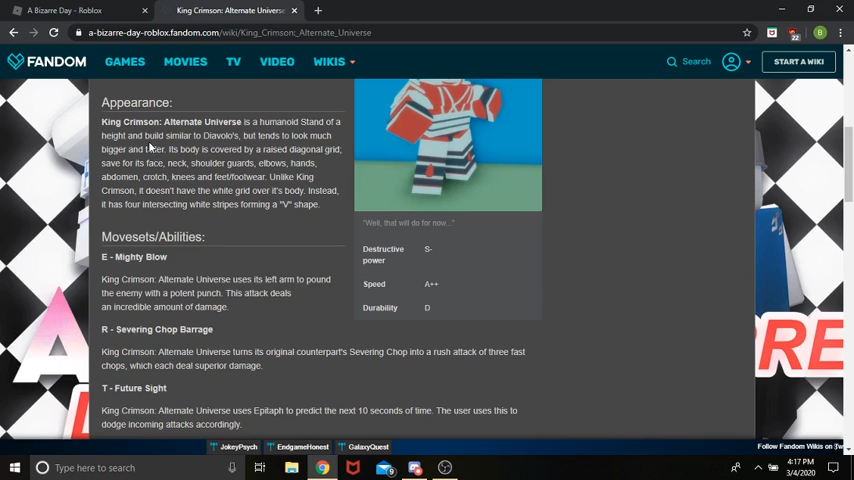 A Bizarre Day - Roblox
King Crimson: Alternate Universe
a-bizarre-day-roblox.fandom.com/wiki/King_Crimson:_Alternate_Universe
22
B
FANDOM GAMES MOVIES TV VIDEO WIKIS Search START A WIKI
Appearance:
King Crimson: Alternate Universe is a humanoid Stand of a
height and build similar to Diavolo's, but tends to look much
bigger and taller. Its body is covered by a raised diagonal grid;
save for its face, neck, shoulder guards, elbows, hands,
abdomen, crotch, knees and feet/footwear. Unlike King
Crimson, it doesn't have the white grid over it's body. Instead,
it has four intersecting white stripes forming a "V" shape.
"Well, that will do for now..."
Destructive power S-
Speed A++
Durability D
Movesets/Abilities:
E - Mighty Blow
King Crimson: Alternate Universe uses its left arm to pound
the enemy with a potent punch. This attack deals
an incredible amount of damage.
R - Severing Chop Barrage
King Crimson: Alternate Universe turns its original counterpart's Severing Chop into a rush attack of three fast
chops, which each deal superior damage.
T - Future Sight
King Crimson: Alternate Universe uses Epitaph to predict the next 10 seconds of time. The user uses this to
dodge incoming attacks accordingly.
A
RE
JokeyPsych EndgameHonest GalaxyQuest Follow Fandom Wikis on
Type here to search
9
4:17 PM
3/4/2020